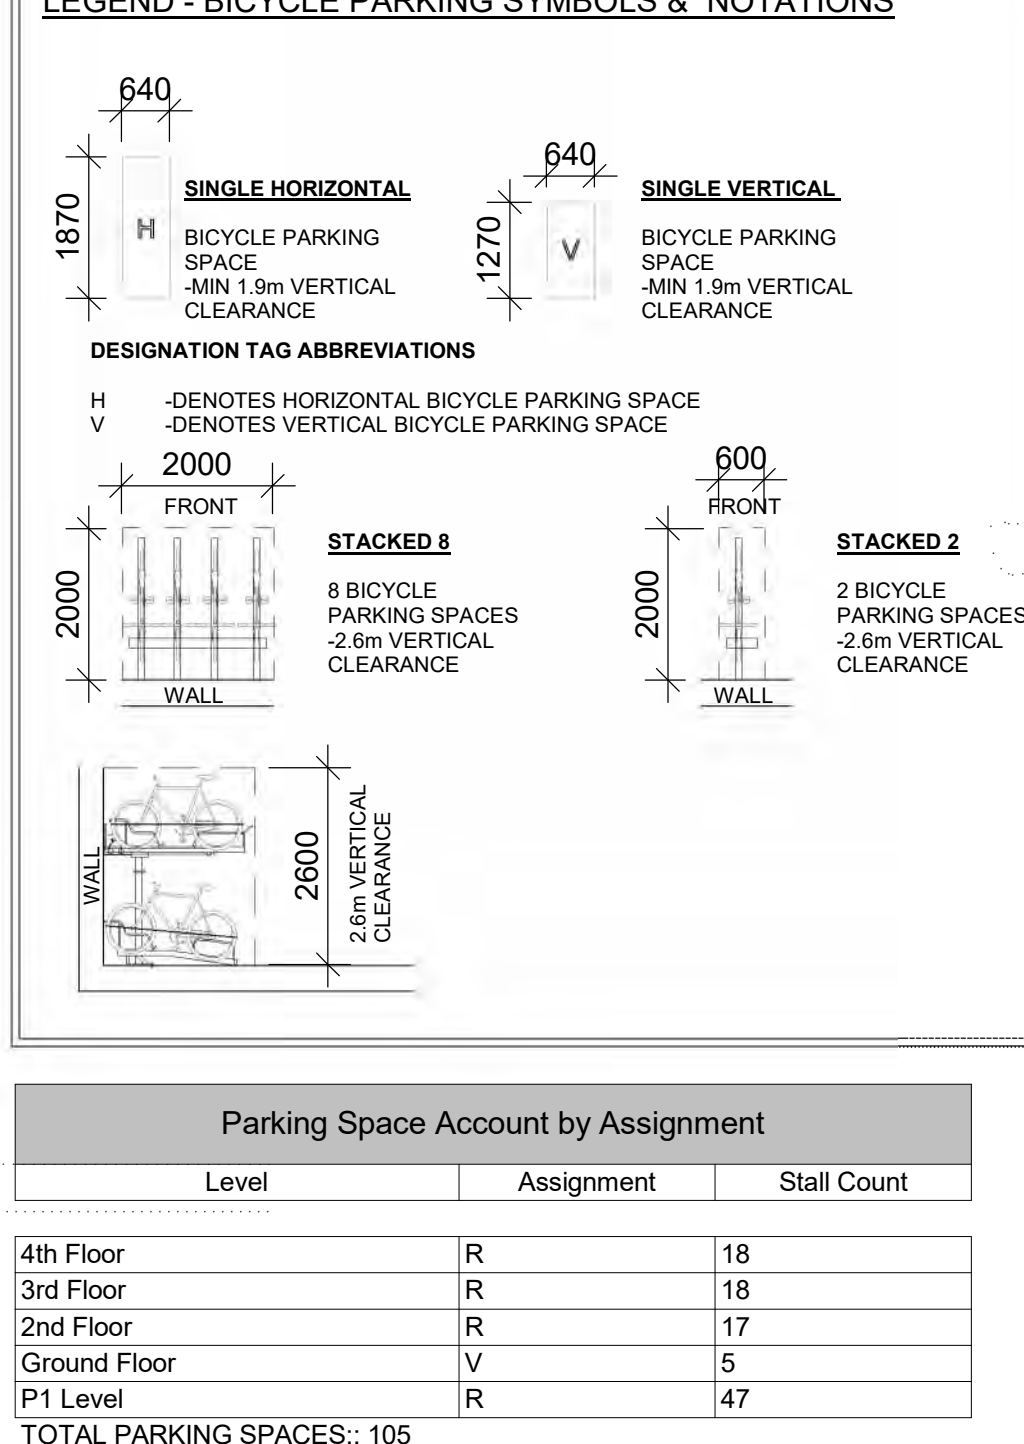 LEGEND - BICYCLE PARKING SYMBOLS & NOTATIONS
640
1870
H
SINGLE HORIZONTAL
BICYCLE PARKING
SPACE
-MIN 1.9m VERTICAL
CLEARANCE
640
1270
V
SINGLE VERTICAL
BICYCLE PARKING
SPACE
-MIN 1.9m VERTICAL
CLEARANCE
DESIGNATION TAG ABBREVIATIONS
H -DENOTES HORIZONTAL BICYCLE PARKING SPACE
V -DENOTES VERTICAL BICYCLE PARKING SPACE
2000
FRONT
2000
WALL
STACKED 8
8 BICYCLE
PARKING SPACES
-2.6m VERTICAL
CLEARANCE
600
FRONT
2000
WALL
STACKED 2
2 BICYCLE
PARKING SPACES
-2.6m VERTICAL
CLEARANCE
WALL
2600
2.6m VERTICAL
CLEARANCE
Parking Space Account by Assignment
Level Assignment Stall Count
4th Floor R 18
3rd Floor R 18
2nd Floor R 17
Ground Floor V 5
P1 Level R 47
TOTAL PARKING SPACES:: 105